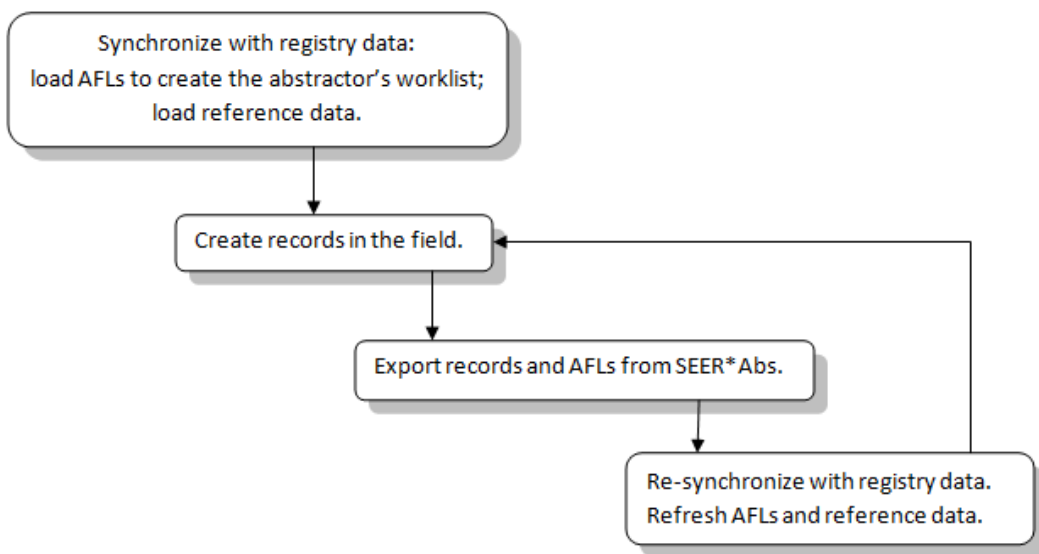 Synchronize with registry data:
load AFLs to create the abstractor's worklist;
load reference data.
Create records in the field.
Export records and AFLs from SEER*Abs.
Re-synchronize with registry data.
Refresh AFLs and reference data.